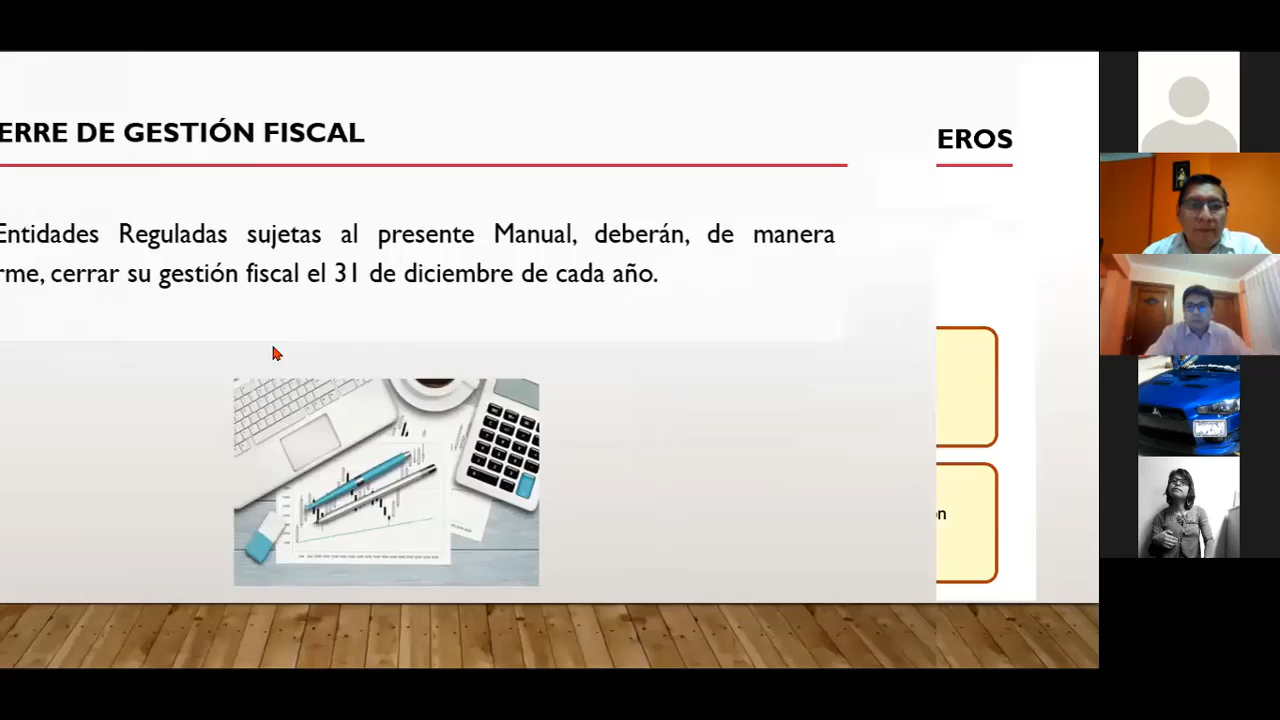 ERRE DE GESTIÓN FISCAL
EROS
Entidades Reguladas sujetas al presente Manual, deberán, de manera
rme, cerrar su gestión fiscal el 31 de diciembre de cada año.
ón